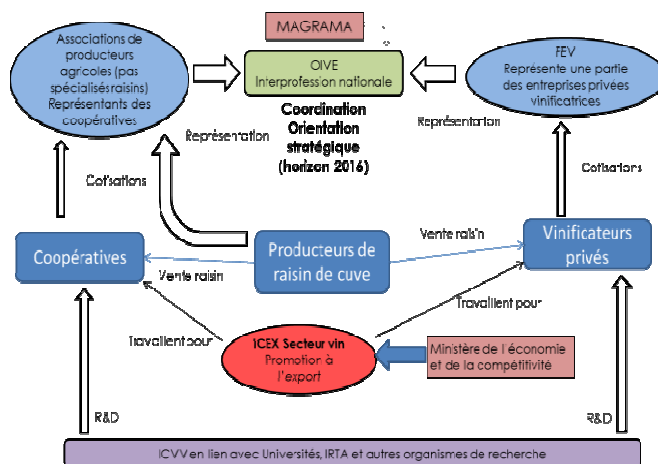 MAGRAMA
Associations de
producteurs
agricoles (pas
spécialisés raisins)
Représentants des
coopératives
OIVE
Interprofession nationale
FEV
Représente une partie
des entreprises privées
vinificatrices
Coordination
Orientation
stratégique
(horizon 2016)
Représentation
Représentation
Cotisations
Cotisations
Coopératives
Producteurs de
raisin de cuve
Vinificateurs
privés
Vente raisin
Vente raisin
Travaillent pour
Travaillent pour
ICEX Secteur vin
Promotion à
l'export
Ministère de l'économie
et de la compétitivité
R&D
R&D
ICVV en lien avec Universités, IRTA et autres organismes de recherche